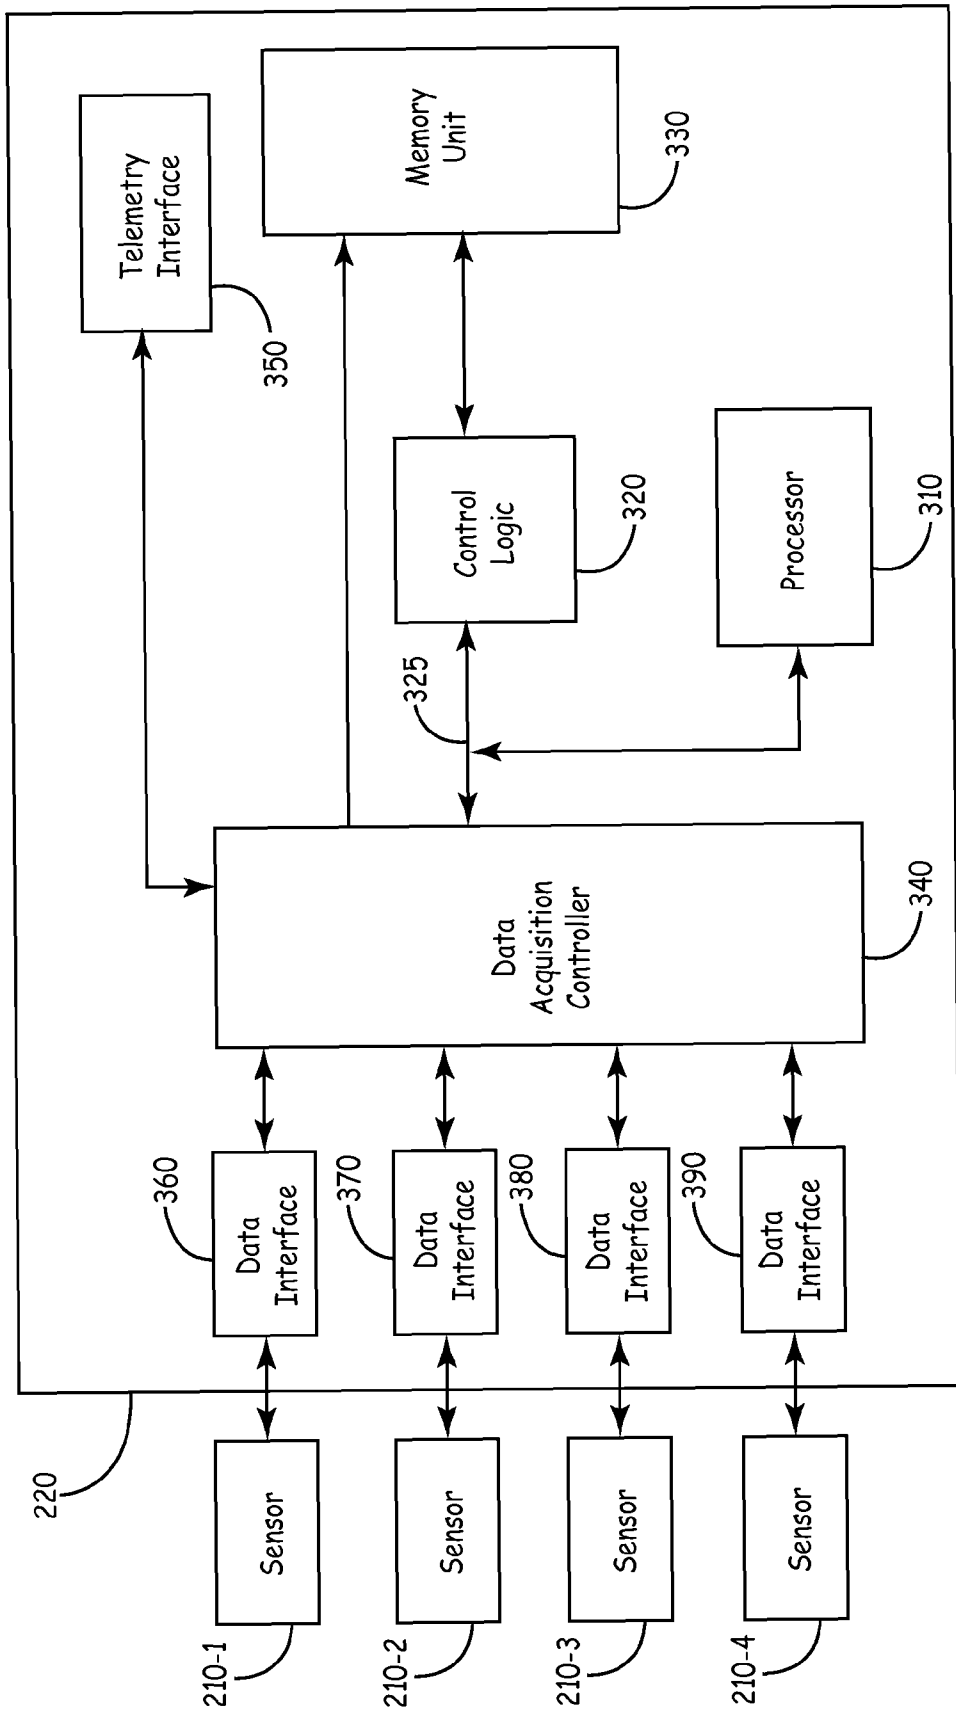 220
210-1
Sensor
210-2
Sensor
210-3
Sensor
210-4
Sensor
360
Data
Interface
370
Data
Interface
380
Data
Interface
390
Data
Interface
Data
Acquisition
Controller
340
325
Control
Logic
320
Processor
310
Telemetry
Interface
350
Memory
Unit
330